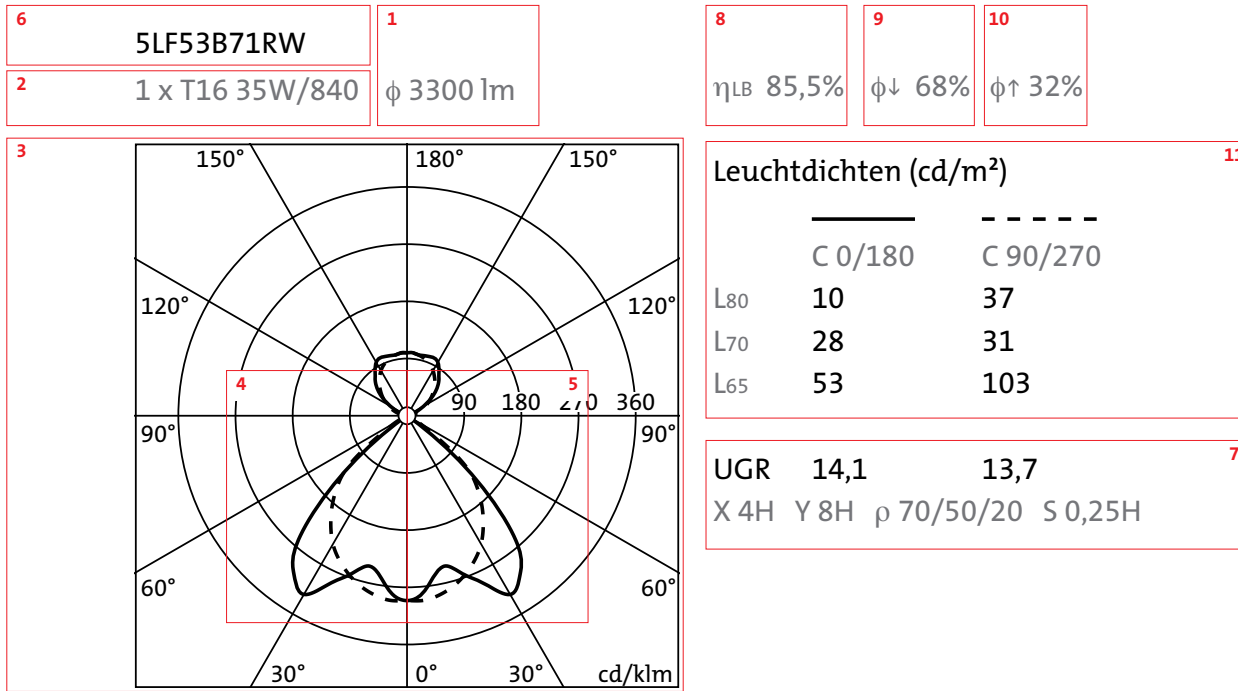 6
5LF53B71RW
2
1 x T16 35W/840
1
ϕ 3300 lm
8
ηLB 85,5%
9
ϕ↓ 68%
10
ϕ↑ 32%
3
150° 180° 150°
120° 120°
4 5
90 180 270 360
90° 90°
60° 60°
30° 0° 30° cd/klm
11
Leuchtdichten (cd/m²)
C 0/180 C 90/270
L80 10 37
L70 28 31
L65 53 103
7
UGR 14,1 13,7
X 4H Y 8H ρ 70/50/20 S 0,25H